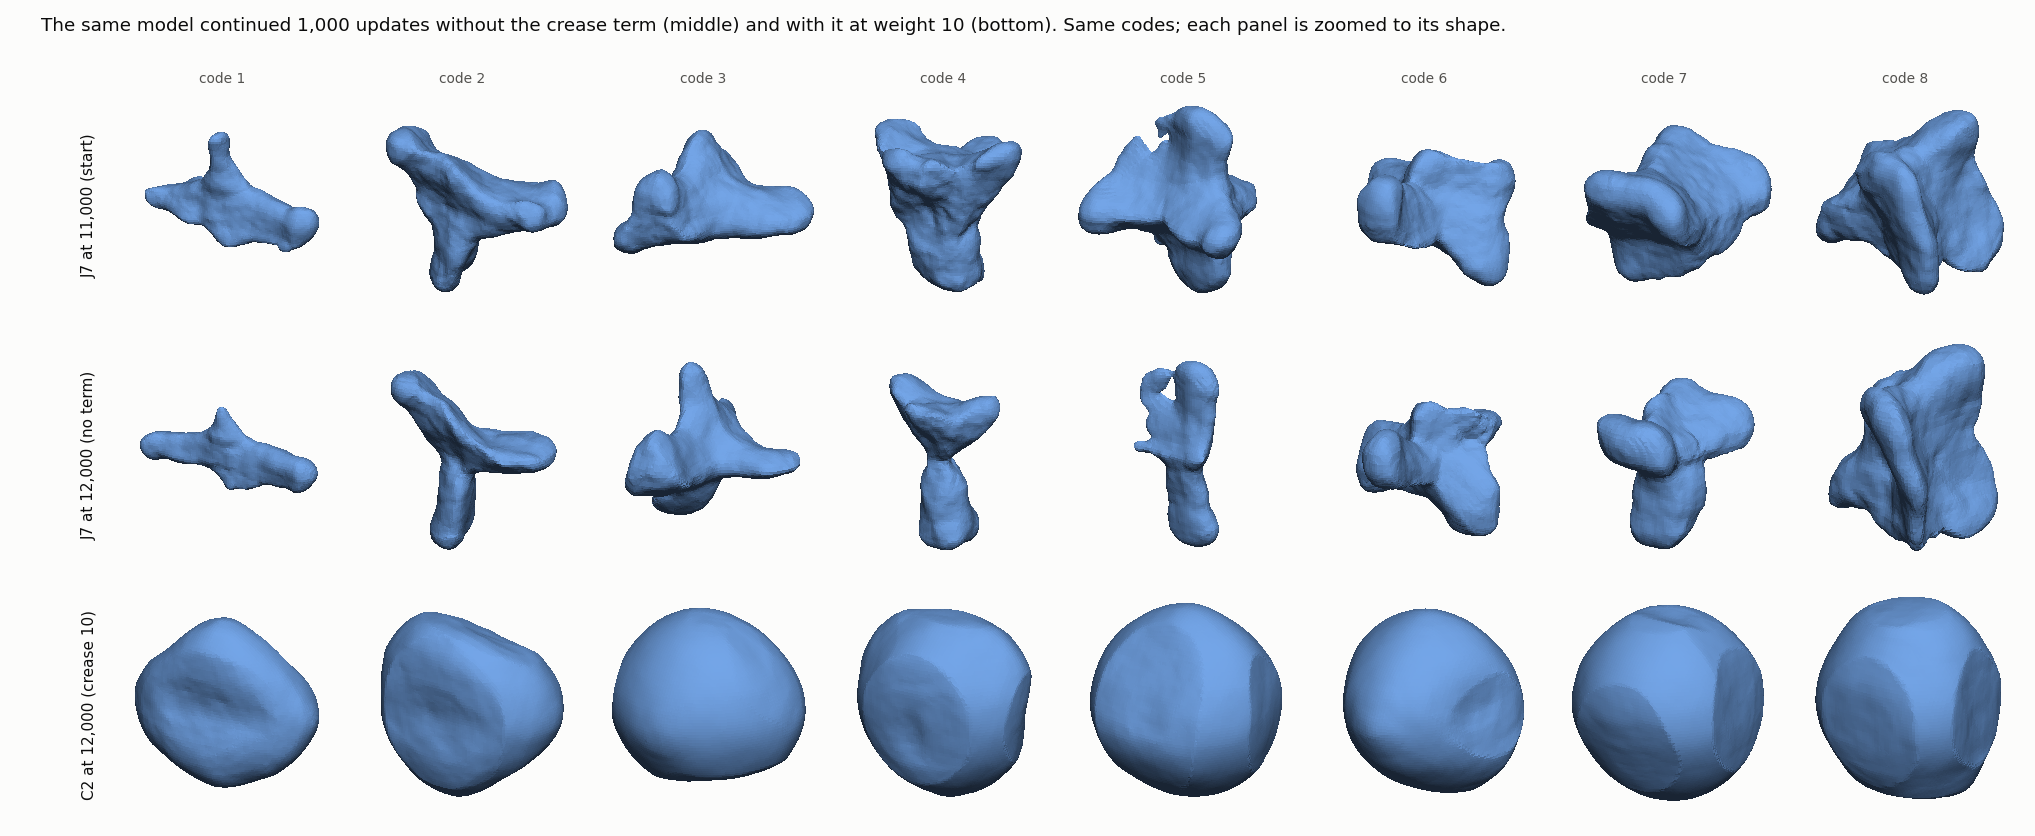 The same model continued 1,000 updates without the crease term (middle) and with it at weight 10 (bottom). Same codes; each panel is zoomed to its shape.
code 1 code 2 code 3 code 4 code 5 code 6 code 7 code 8
J7 at 11,000 (start)
J7 at 12,000 (no term)
C2 at 12,000 (crease 10)